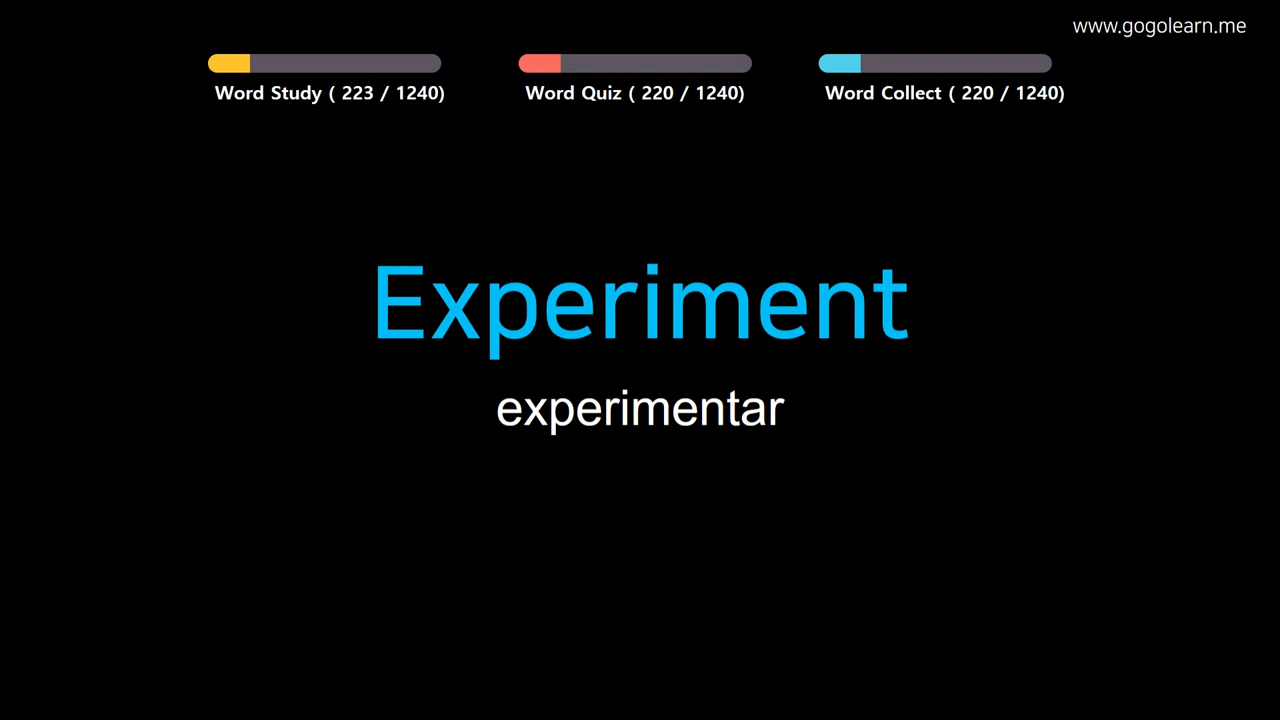 www.gogolearn.me
Word Study ( 223 / 1240)
Word Quiz ( 220 / 1240)
Word Collect ( 220 / 1240)
Experiment
experimentar